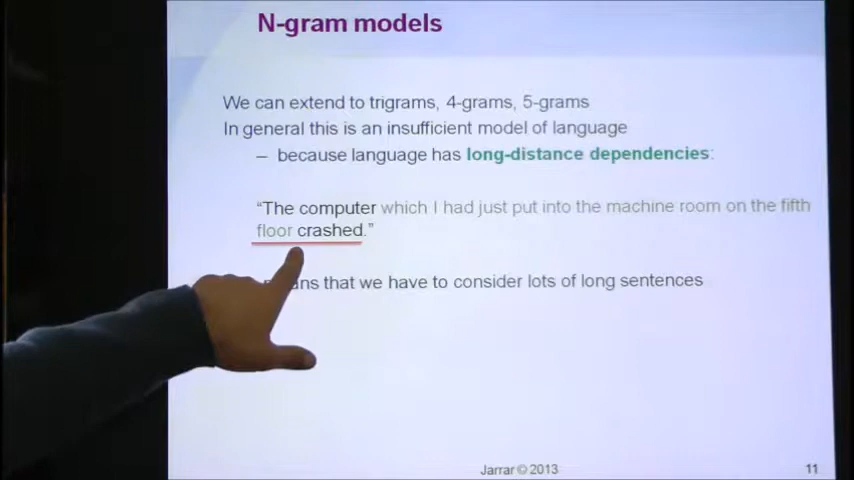 N-gram models
We can extend to trigrams, 4-grams, 5-grams
In general this is an insufficient model of language
– because language has long-distance dependencies:
“The computer which I had just put into the machine room on the fifth
floor crashed.”
that we have to consider lots of long sentences
Jarrar © 2013
11